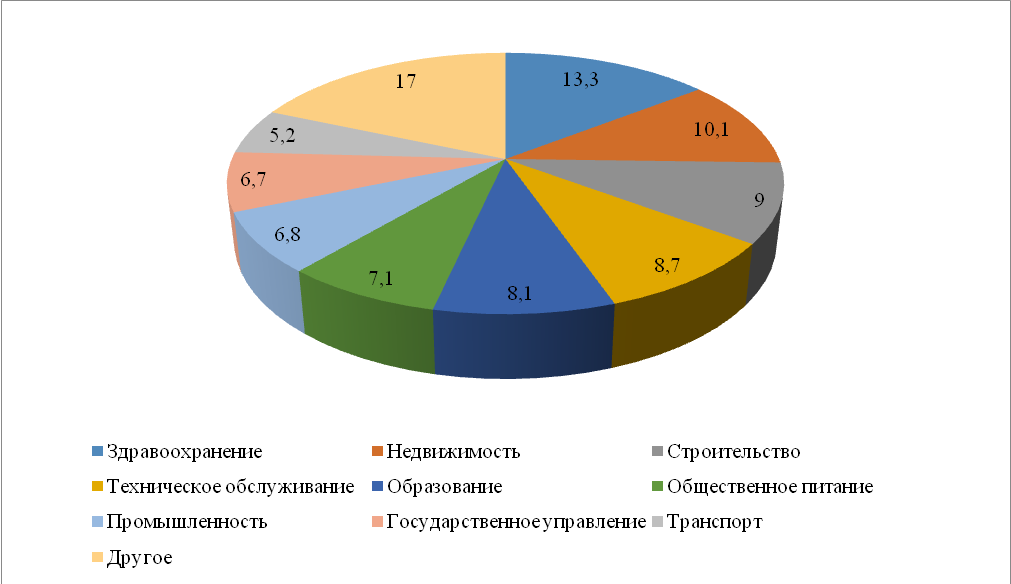 17
13,3
10,1
5,2
6,7
9
6,8
8,7
7,1
8,1
Здравоохранение
Недвижимость
Строительство
Техническое обслуживание
Образование
Общественное питание
Промышленность
Государственное управление
Транспорт
Другое